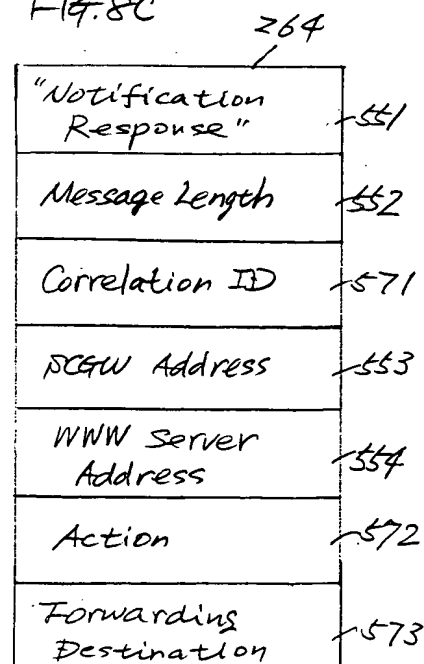 FIG. 8C
264
"Notification
Response"
551
Message Length
552
Correlation ID
571
SCGW Address
553
WWW Server
Address
554
Action
572
Forwarding
Destination
573